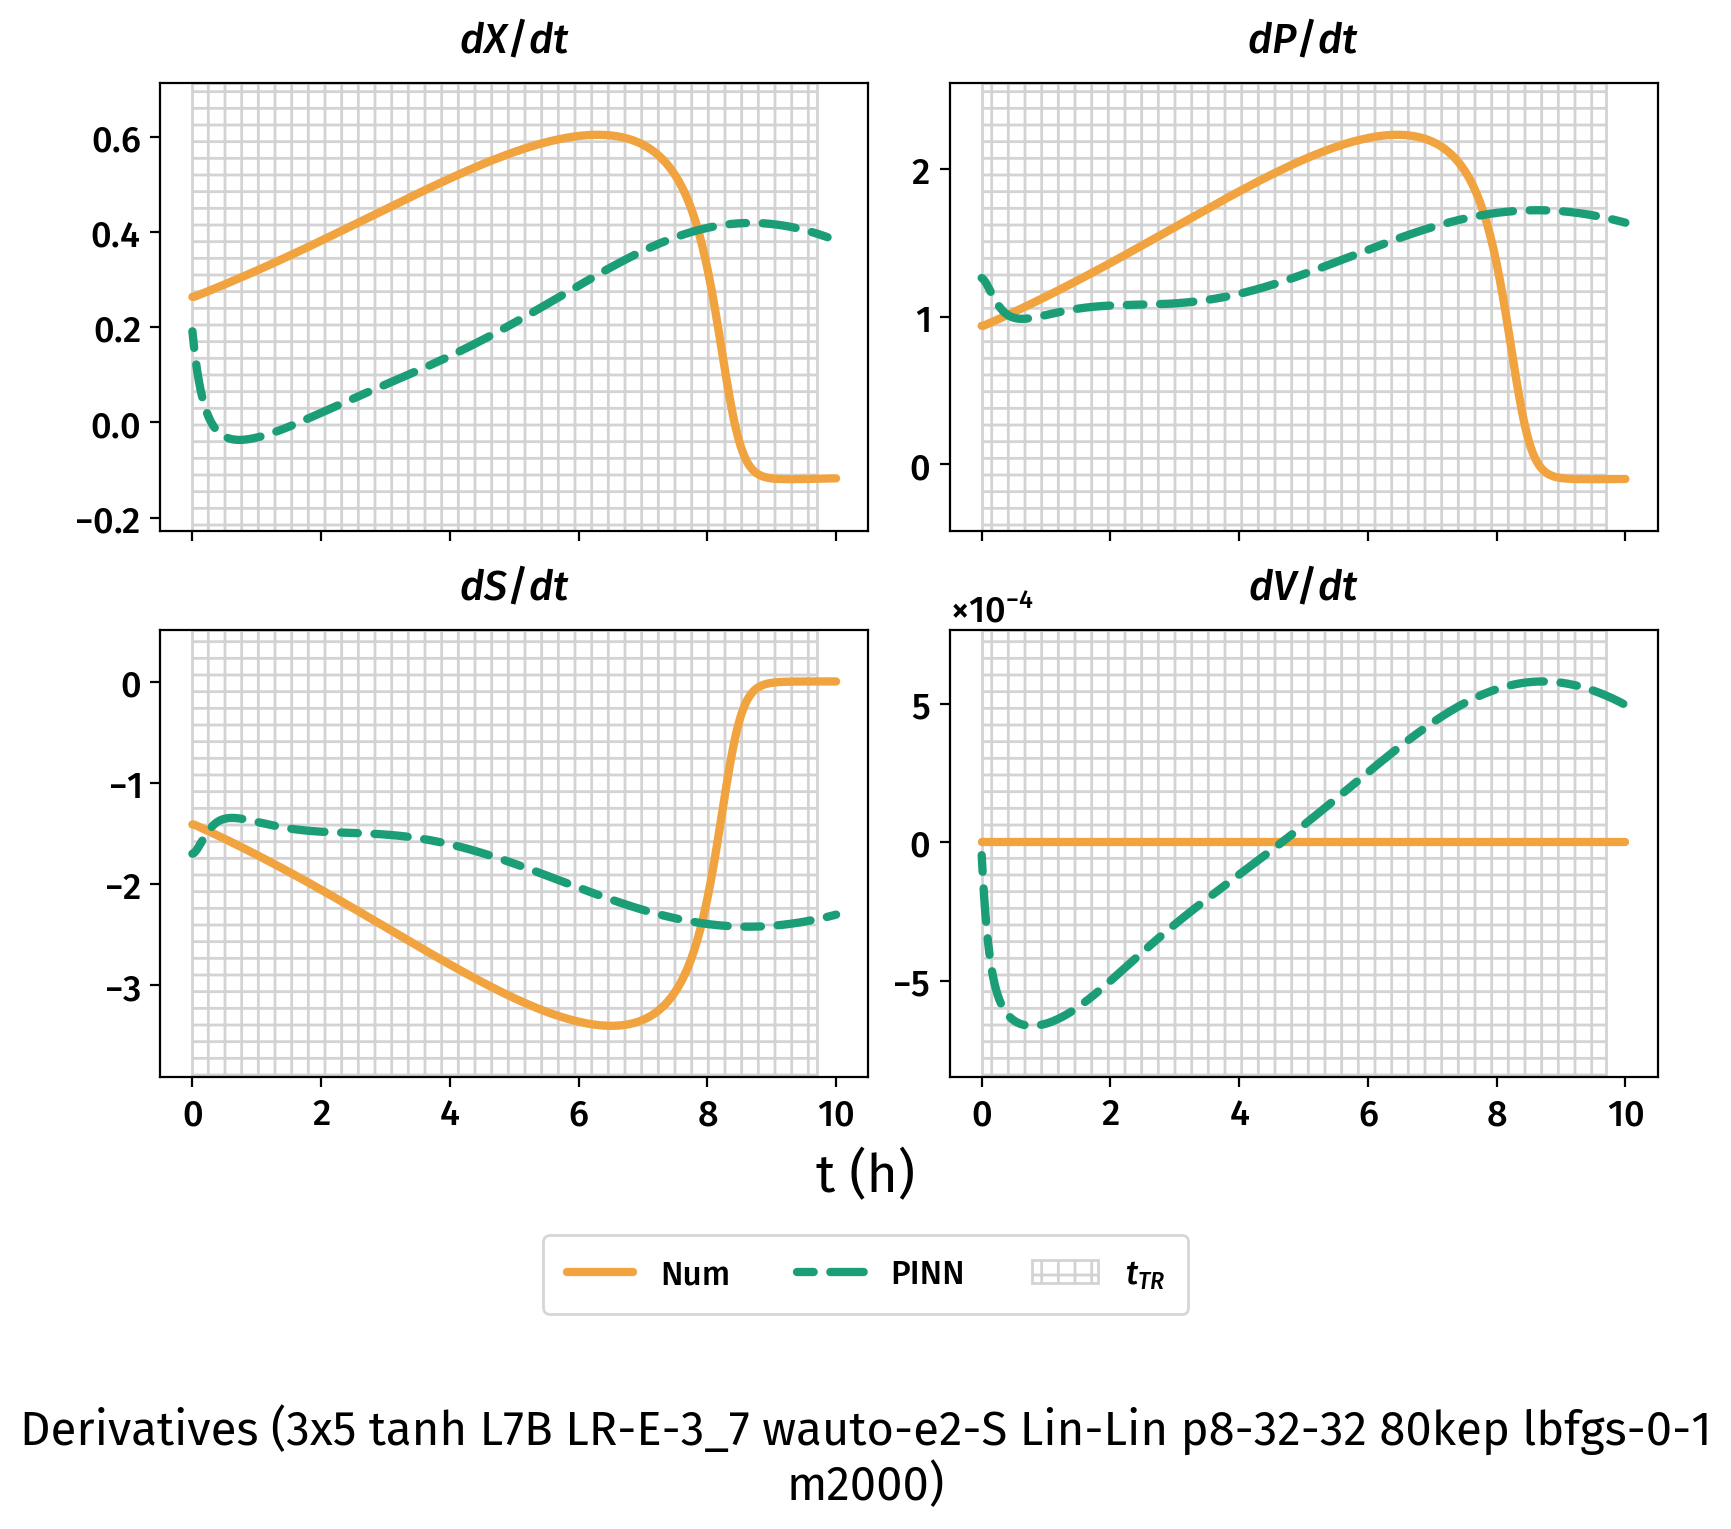 dX/dt
dP/dt
0.6
0.4
0.2
0.0
−0.2
2
1
0
dS/dt
dV/dt
×10⁻⁴
0
−1
−2
−3
5
0
−5
0 2 4 6 8 10
0 2 4 6 8 10
t (h)
Num PINN t_TR
Derivatives (3x5 tanh L7B LR-E-3_7 wauto-e2-S Lin-Lin p8-32-32 80kep lbfgs-0-1
m2000)